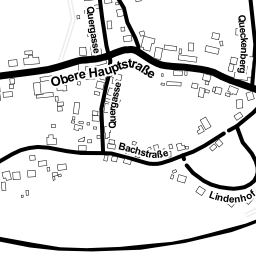 Quergasse
Queckenberg
Obere Hauptstraße
Quergasse
Bachstraße
Lindenhof